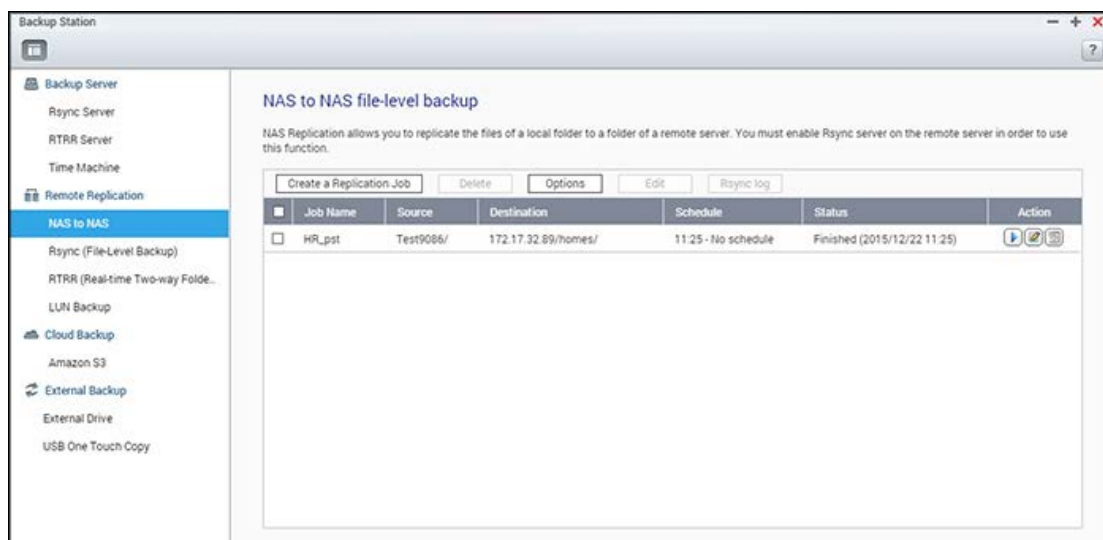 Backup Station
?
Backup Server
Rsync Server
RTRR Server
Time Machine
Remote Replication
NAS to NAS
Rsync (File-Level Backup)
RTRR (Real-time Two-way Folde..
LUN Backup
Cloud Backup
Amazon S3
External Backup
External Drive
USB One Touch Copy
NAS to NAS file-level backup
NAS Replication allows you to replicate the files of a local folder to a folder of a remote server. You must enable Rsync server on the remote server in order to use
this function.
Create a Replication Job Delete Options Edit Rsync log
Job Name Source Destination Schedule Status Action
HR_pst Test9086/ 172.17.32.89/homes/ 11:25 - No schedule Finished (2015/12/22 11:25)